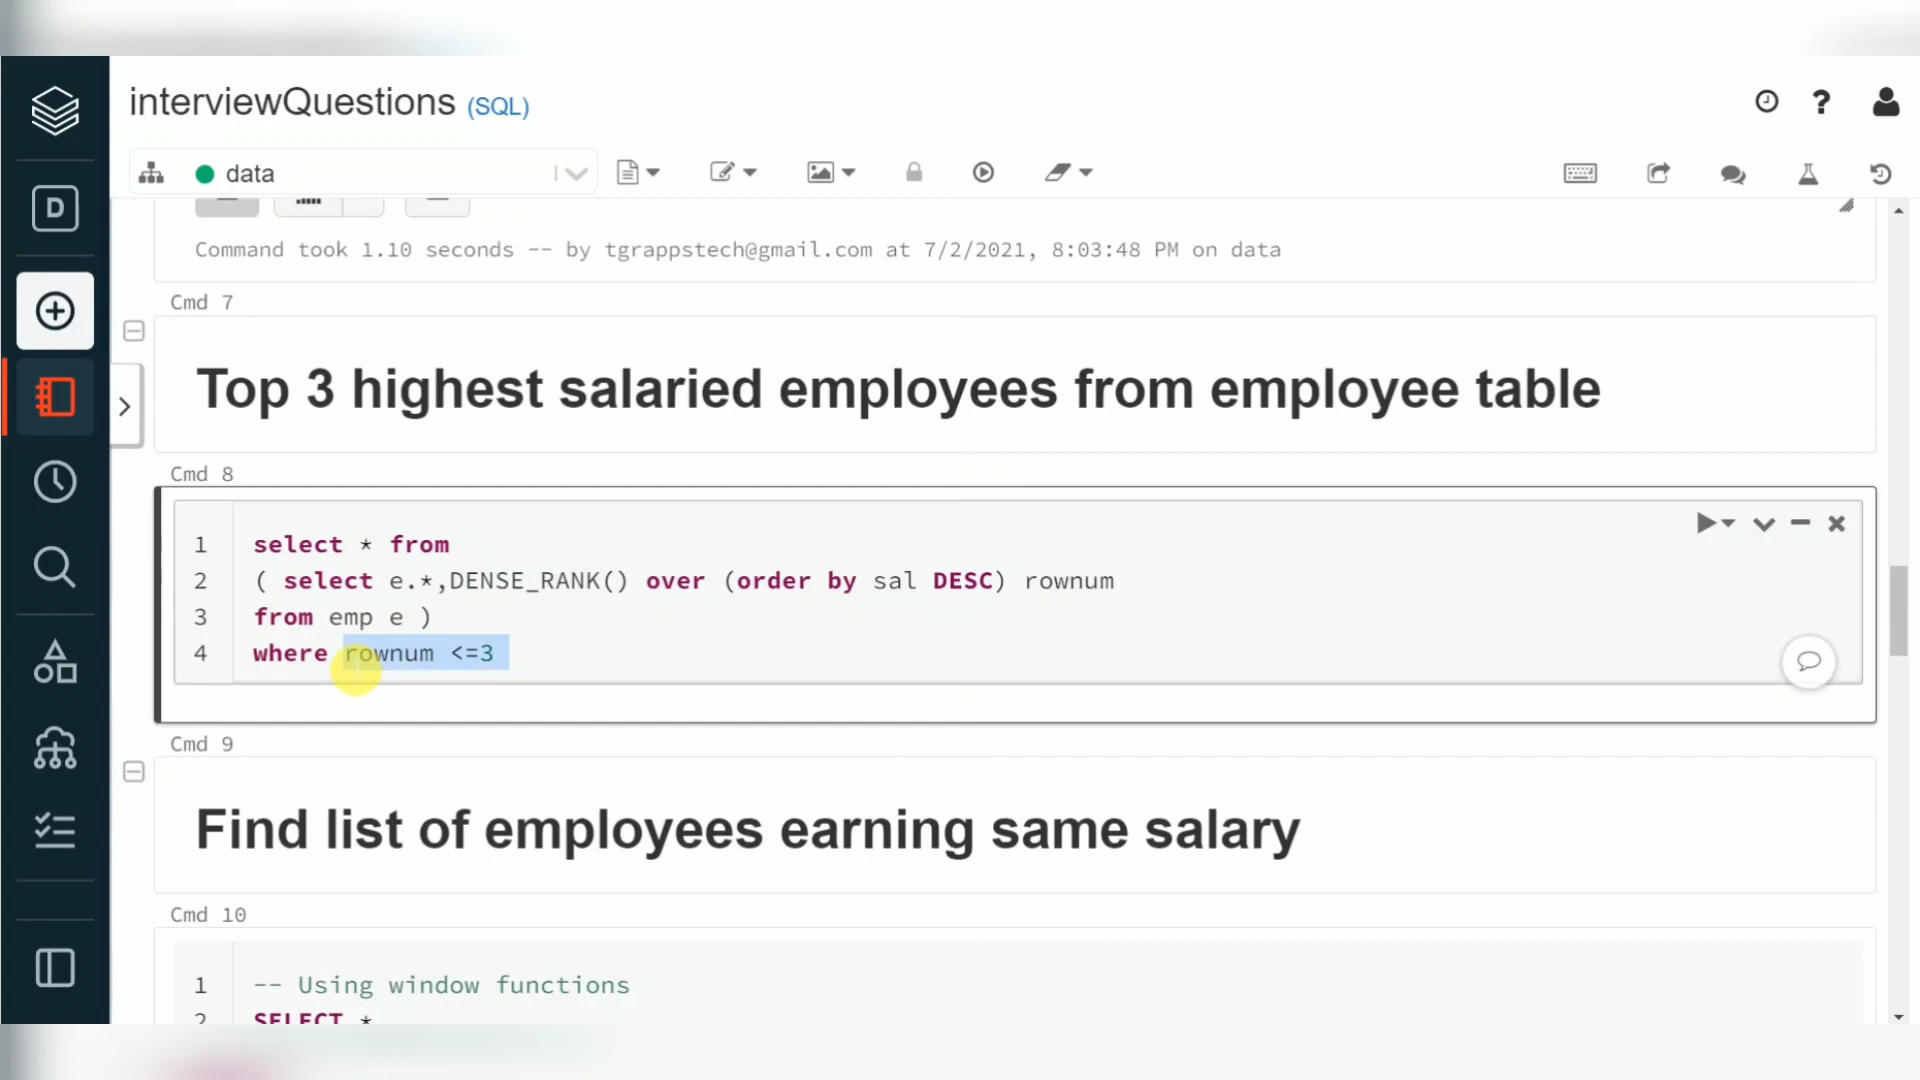 interviewQuestions (SQL)
D
data
Command took 1.10 seconds -- by tgrappstech@gmail.com at 7/2/2021, 8:03:48 PM on data
Cmd 7
Top 3 highest salaried employees from employee table
Cmd 8
1 select * from
2 ( select e.*,DENSE_RANK() over (order by sal DESC) rownum
3 from emp e )
4 where rownum <=3
Cmd 9
Find list of employees earning same salary
Cmd 10
1 -- Using window functions
2 SELECT *